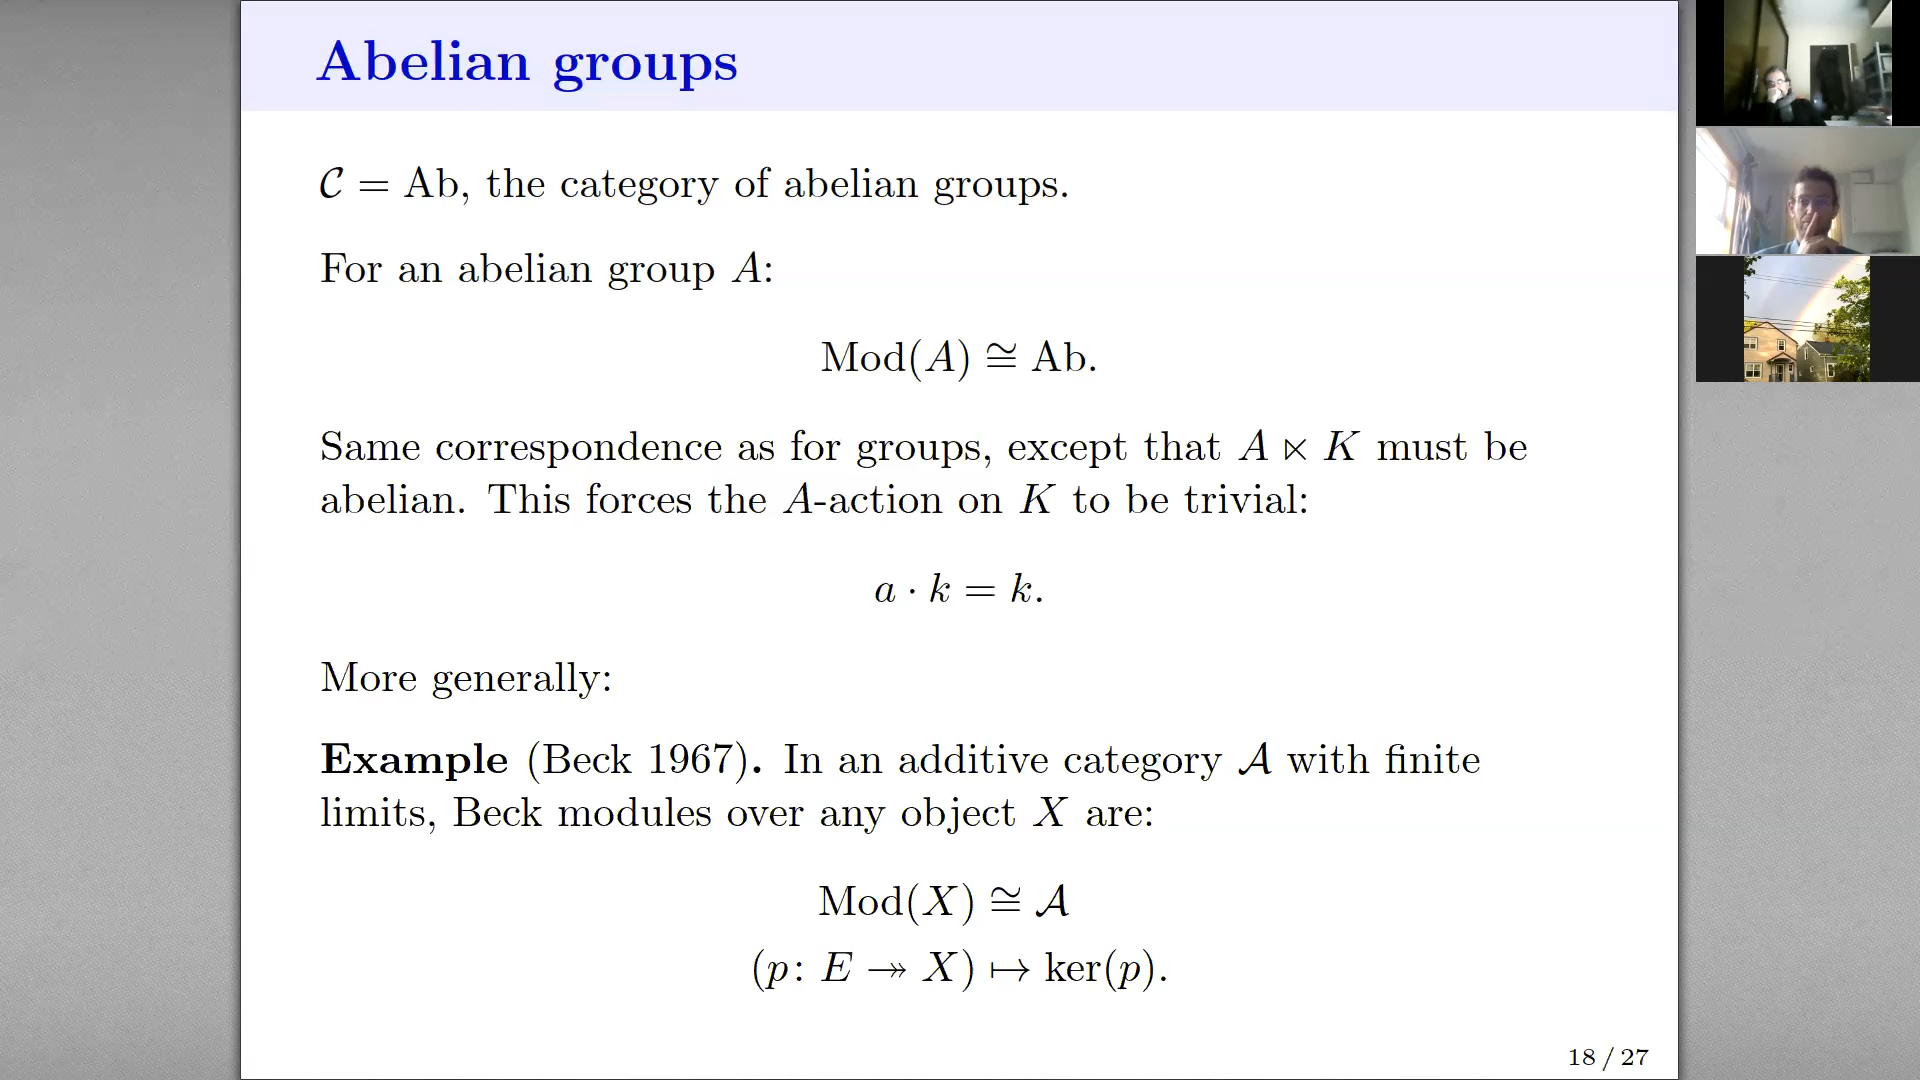 Abelian groups
𝒞 = Ab, the category of abelian groups.
For an abelian group A:
Mod(A) ≅ Ab.
Same correspondence as for groups, except that A ⋉ K must be
abelian. This forces the A-action on K to be trivial:
a · k = k.
More generally:
Example (Beck 1967). In an additive category 𝒜 with finite
limits, Beck modules over any object X are:
Mod(X) ≅ 𝒜
(p: E ↠ X) ↦ ker(p).
18 / 27